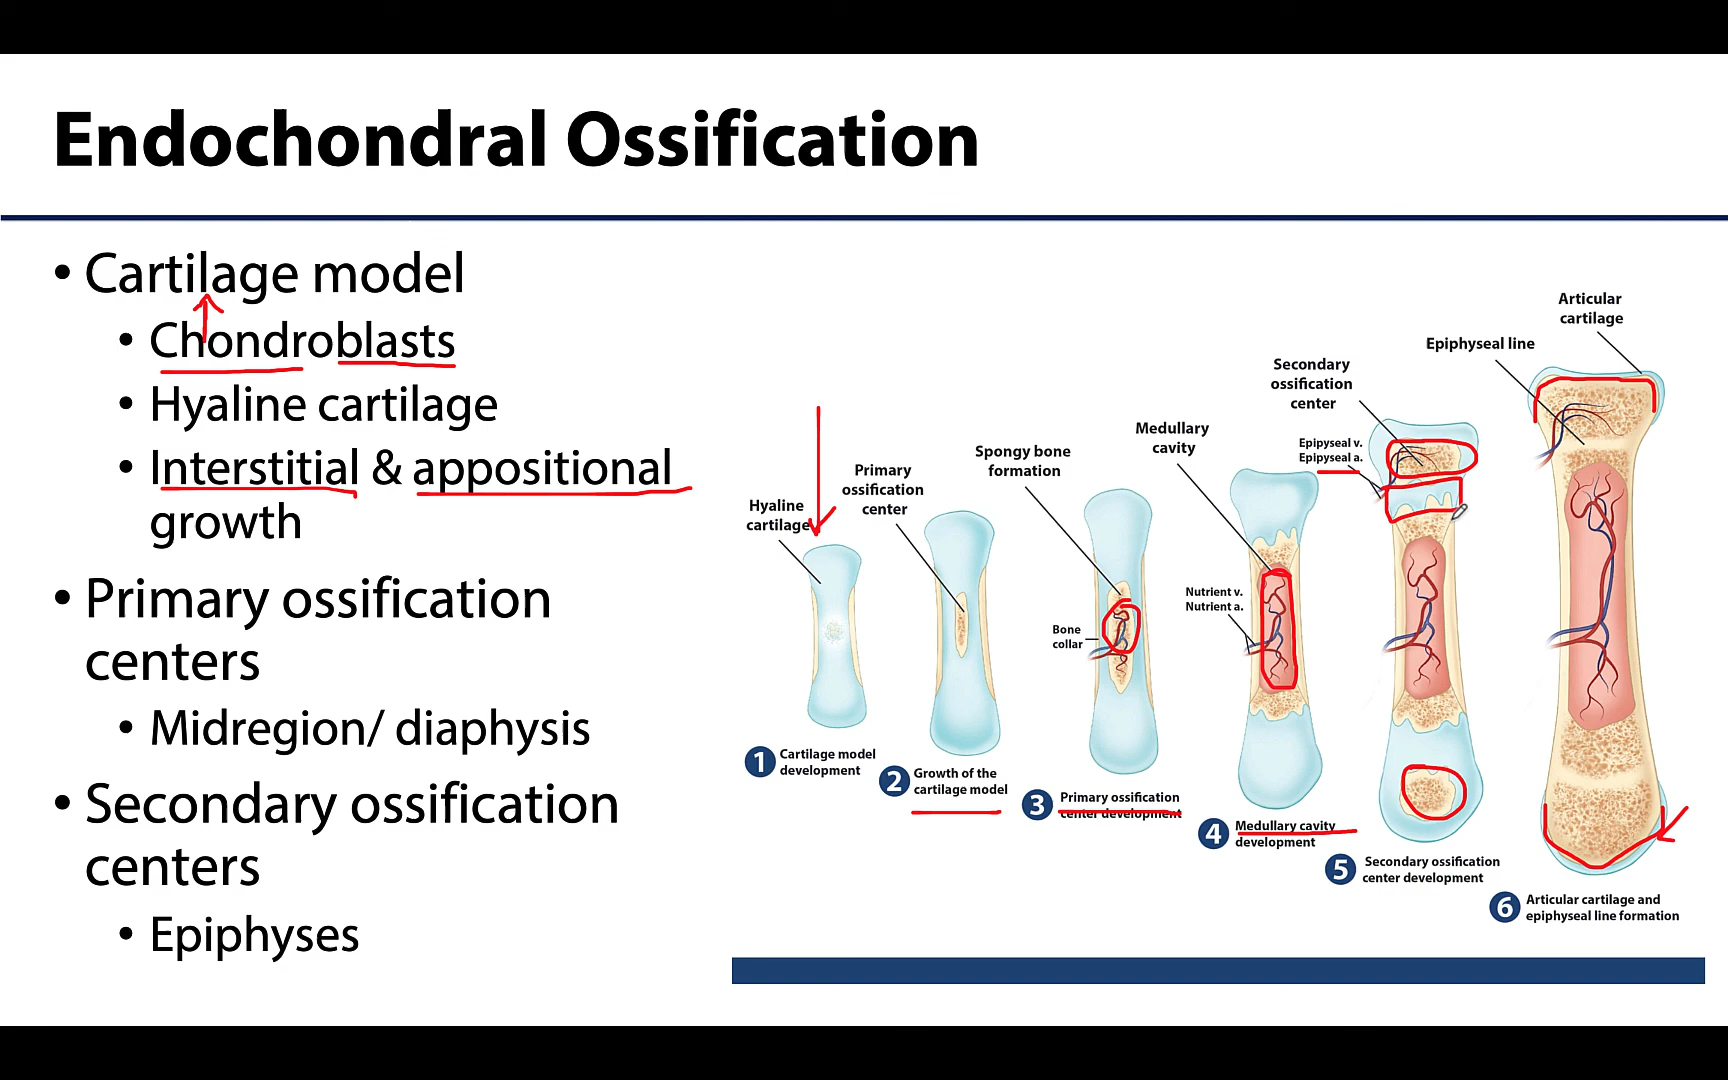 Endochondral Ossification
• Cartilage model
• Chondroblasts
• Hyaline cartilage
• Interstitial & appositional
growth
• Primary ossification
centers
• Midregion/ diaphysis
• Secondary ossification
centers
• Epiphyses
Hyaline
cartilage
Primary
ossification
center
Spongy bone
formation
Bone
collar
Medullary
cavity
Nutrient v.
Nutrient a.
Secondary
ossification
center
Epipyseal v.
Epiphyseal a.
Epiphyseal line
Articular
cartilage
1 Cartilage model
development
2 Growth of the
cartilage model
3 Primary ossification
center development
4 Medullary cavity
development
5 Secondary ossification
center development
6 Articular cartilage and
epiphyseal line formation